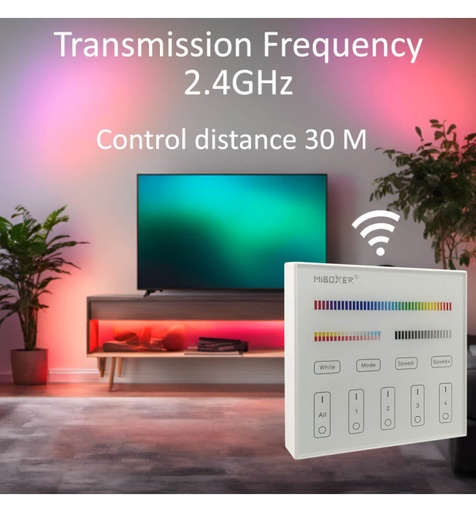 Transmission Frequency
2.4GHz
Control distance 30 M
MiBOXER®
White
Mode
Speed-
Speed+
All
1
2
3
4